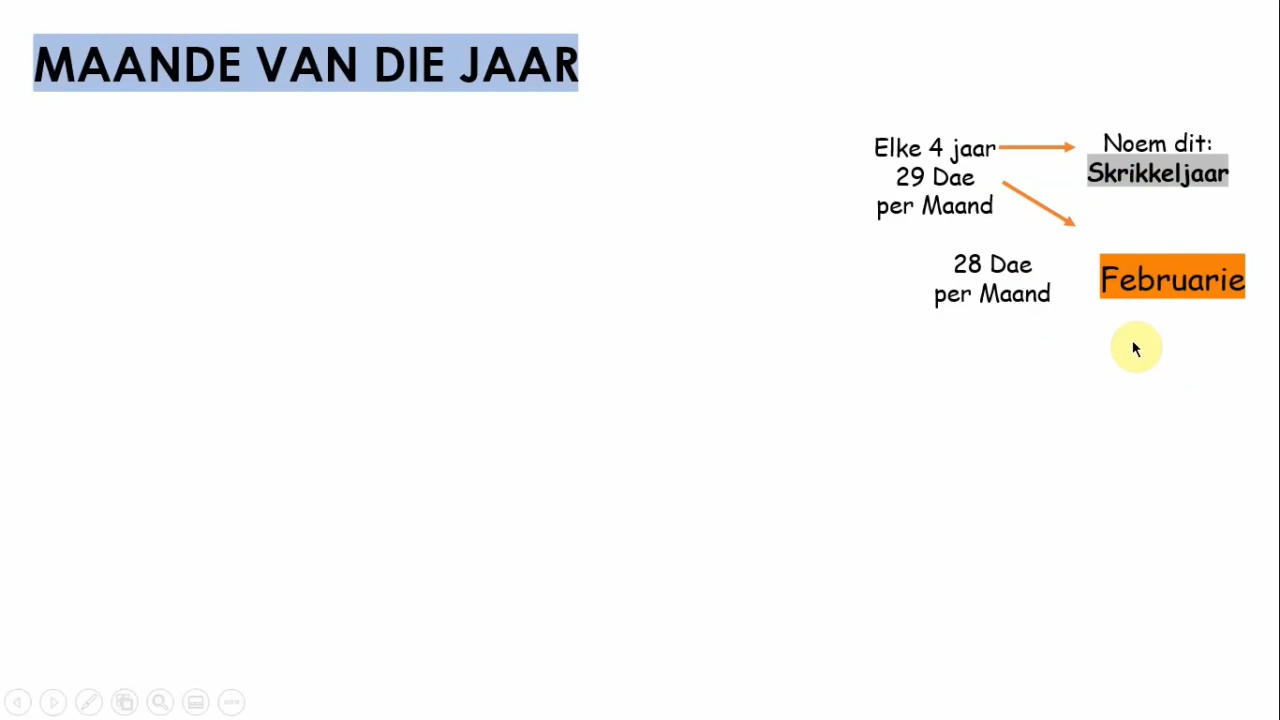 MAANDE VAN DIE JAAR
Elke 4 jaar
29 Dae
per Maand
Noem dit:
Skrikkeljaar
28 Dae
per Maand
Februarie